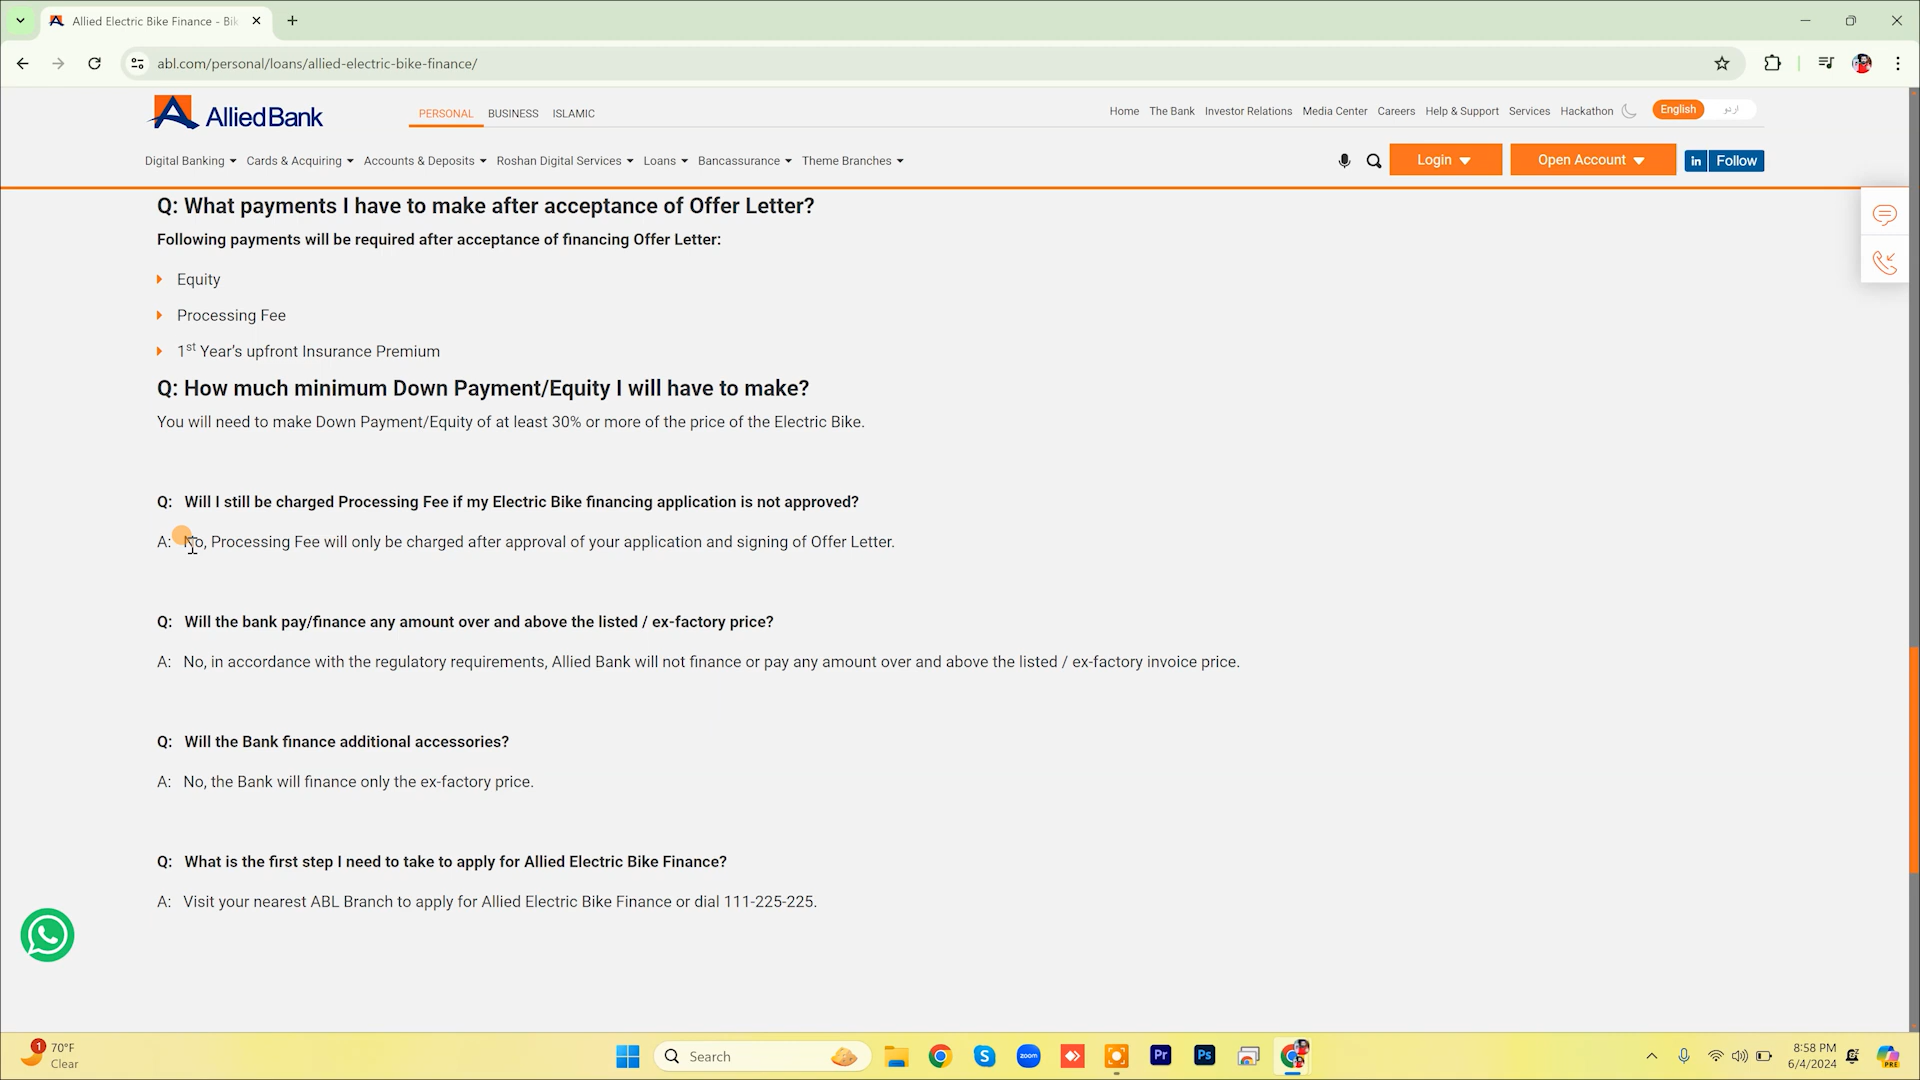 Allied Electric Bike Finance - Bik
abl.com/personal/loans/allied-electric-bike-finance/
Allied Bank
PERSONAL BUSINESS ISLAMIC
Home The Bank Investor Relations Media Center Careers Help & Support Services Hackathon English اردو
Digital Banking Cards & Acquiring Accounts & Deposits Roshan Digital Services Loans Bancassurance Theme Branches
Login Open Account in Follow
Q: What payments I have to make after acceptance of Offer Letter?
Following payments will be required after acceptance of financing Offer Letter:
Equity
Processing Fee
1st Year’s upfront Insurance Premium
Q: How much minimum Down Payment/Equity I will have to make?
You will need to make Down Payment/Equity of at least 30% or more of the price of the Electric Bike.
Q: Will I still be charged Processing Fee if my Electric Bike financing application is not approved?
A: No, Processing Fee will only be charged after approval of your application and signing of Offer Letter.
Q: Will the bank pay/finance any amount over and above the listed / ex-factory price?
A: No, in accordance with the regulatory requirements, Allied Bank will not finance or pay any amount over and above the listed / ex-factory invoice price.
Q: Will the Bank finance additional accessories?
A: No, the Bank will finance only the ex-factory price.
Q: What is the first step I need to take to apply for Allied Electric Bike Finance?
A: Visit your nearest ABL Branch to apply for Allied Electric Bike Finance or dial 111-225-225.
1
70°F
Clear
Search
zoom
Pr
Ps
8:58 PM
6/4/2024
PRE